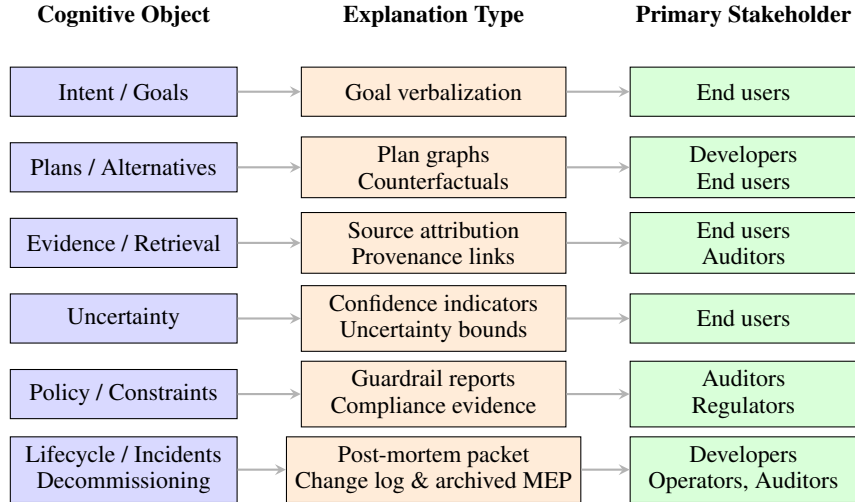 Cognitive Object
Explanation Type
Primary Stakeholder
Intent / Goals
Goal verbalization
End users
Plans / Alternatives
Plan graphs
Counterfactuals
Developers
End users
Evidence / Retrieval
Source attribution
Provenance links
End users
Auditors
Uncertainty
Confidence indicators
Uncertainty bounds
End users
Policy / Constraints
Guardrail reports
Compliance evidence
Auditors
Regulators
Lifecycle / Incidents
Decommissioning
Post-mortem packet
Change log & archived MEP
Developers
Operators, Auditors